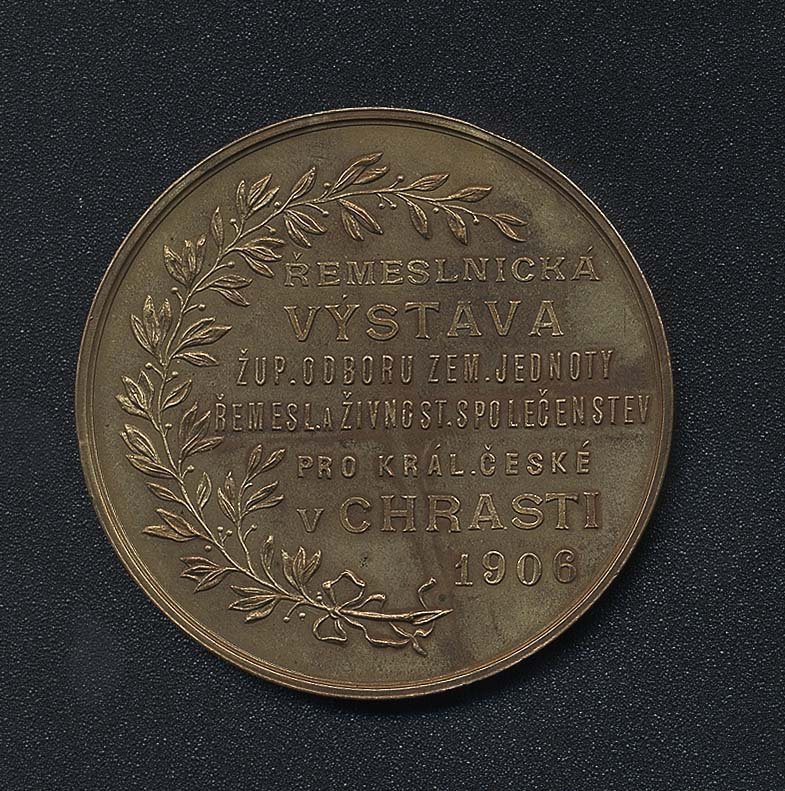 ŘEMESLNICKÁ
VÝSTAVA
ŽUP.ODBORU ZEM.JEDNOTY
ŘEMESL.A ŽIVNOST.SPOLEČENSTEV
PRO KRÁL.ČESKÉ
V CHRASTI
1906